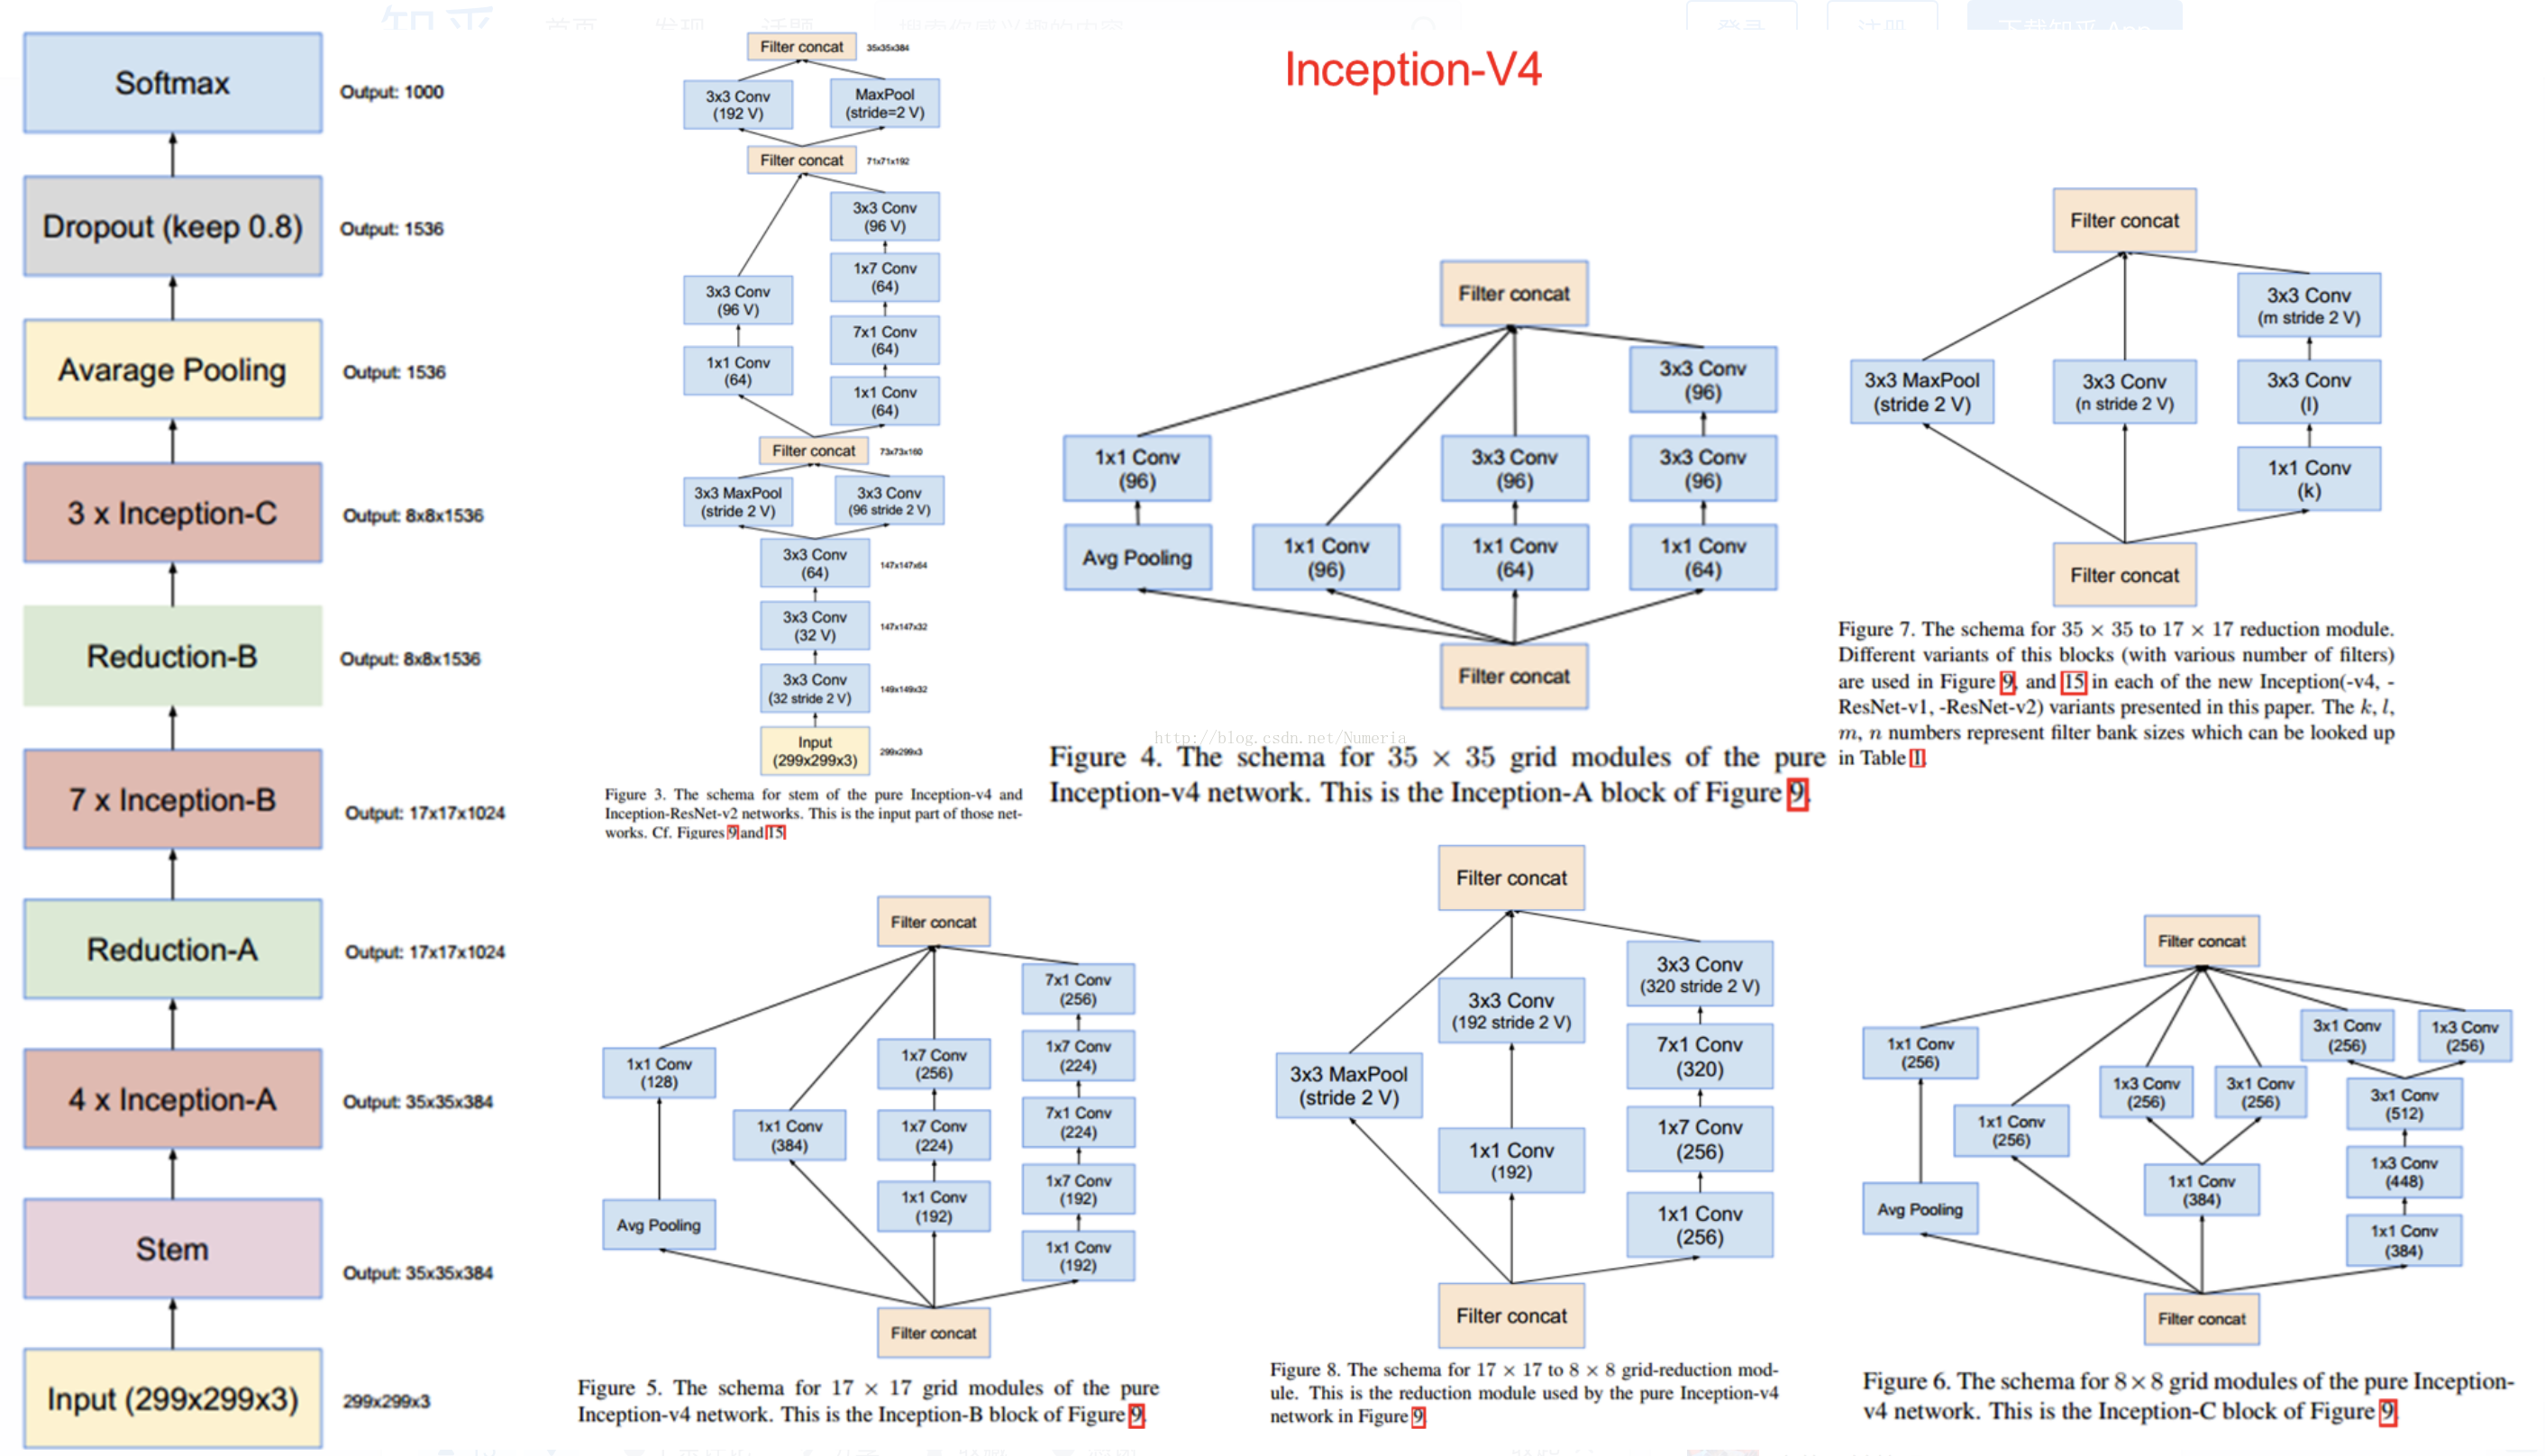 知乎
首页 发现 话题
登录 注册 下载知乎 App
Inception-V4
Softmax
Output: 1000
Dropout (keep 0.8)
Output: 1536
Avarage Pooling
Output: 1536
3 x Inception-C
Output: 8x8x1536
Reduction-B
Output: 8x8x1536
7 x Inception-B
Output: 17x17x1024
Reduction-A
Output: 17x17x1024
4 x Inception-A
Output: 35x35x384
Stem
Output: 35x35x384
Input (299x299x3)
299x299x3
Filter concat
35x35x384
3x3 Conv
(192 V)
MaxPool
(stride=2 V)
Filter concat
71x71x192
3x3 Conv
(96 V)
1x7 Conv
(64)
3x3 Conv
(96 V)
7x1 Conv
(64)
1x1 Conv
(64)
1x1 Conv
(64)
Filter concat
73x73x160
3x3 MaxPool
(stride 2 V)
3x3 Conv
(96 stride 2 V)
3x3 Conv
(64)
147x147x64
3x3 Conv
(32 V)
147x147x32
3x3 Conv
(32 stride 2 V)
149x149x32
Input
(299x299x3)
299x299x3
Figure 3. The schema for stem of the pure Inception-v4 and
Inception-ResNet-v2 networks. This is the input part of those net-
works. Cf. Figures 9 and 15
Filter concat
3x3 Conv
(96)
1x1 Conv
(96)
3x3 Conv
(96)
3x3 Conv
(96)
Avg Pooling
1x1 Conv
(96)
1x1 Conv
(64)
1x1 Conv
(64)
Filter concat
http://blog.csdn.net/Numeria
Figure 4. The schema for 35 × 35 grid modules of the pure
Inception-v4 network. This is the Inception-A block of Figure 9.
Filter concat
3x3 Conv
(m stride 2 V)
3x3 MaxPool
(stride 2 V)
3x3 Conv
(n stride 2 V)
3x3 Conv
(l)
1x1 Conv
(k)
Filter concat
Figure 7. The schema for 35 × 35 to 17 × 17 reduction module.
Different variants of this blocks (with various number of filters)
are used in Figure 9, and 15 in each of the new Inception(-v4, -
ResNet-v1, -ResNet-v2) variants presented in this paper. The k, l,
m, n numbers represent filter bank sizes which can be looked up
in Table 1.
Filter concat
7x1 Conv
(256)
1x1 Conv
(128)
1x7 Conv
(256)
1x7 Conv
(224)
1x1 Conv
(384)
1x7 Conv
(224)
7x1 Conv
(224)
1x7 Conv
(192)
Avg Pooling
1x1 Conv
(192)
1x1 Conv
(192)
Filter concat
Figure 5. The schema for 17 × 17 grid modules of the pure
Inception-v4 network. This is the Inception-B block of Figure 9.
Filter concat
3x3 Conv
(320 stride 2 V)
3x3 Conv
(192 stride 2 V)
3x3 MaxPool
(stride 2 V)
7x1 Conv
(320)
1x7 Conv
(256)
1x1 Conv
(192)
1x1 Conv
(256)
Filter concat
Figure 8. The schema for 17 × 17 to 8 × 8 grid-reduction mod-
ule. This is the reduction module used by the pure Inception-v4
network in Figure 9.
Filter concat
3x1 Conv
(256)
1x3 Conv
(256)
1x1 Conv
(256)
1x3 Conv
(256)
3x1 Conv
(256)
3x1 Conv
(512)
1x1 Conv
(256)
1x3 Conv
(448)
Avg Pooling
1x1 Conv
(384)
1x1 Conv
(384)
Filter concat
Figure 6. The schema for 8×8 grid modules of the pure Inception-
v4 network. This is the Inception-C block of Figure 9.